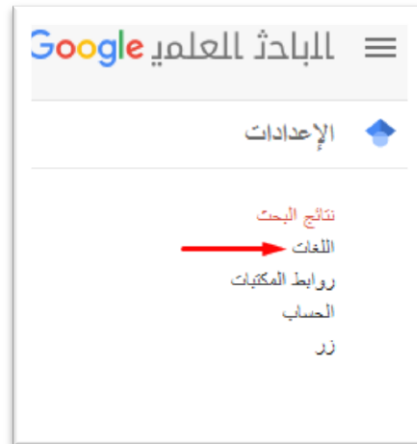 الباحث العلمي Google
الإعدادات
نتائج البحث
اللغات
روابط المكتبات
الحساب
زر